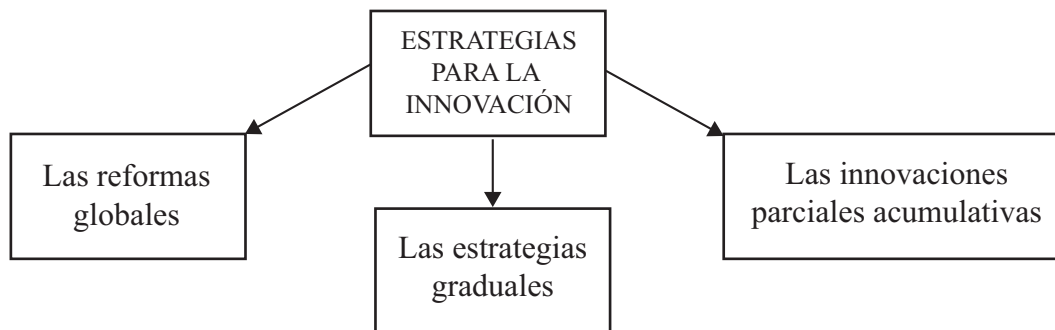 ESTRATEGIAS
PARA LA
INNOVACIÓN
Las reformas
globales
Las estrategias
graduales
Las innovaciones
parciales acumulativas